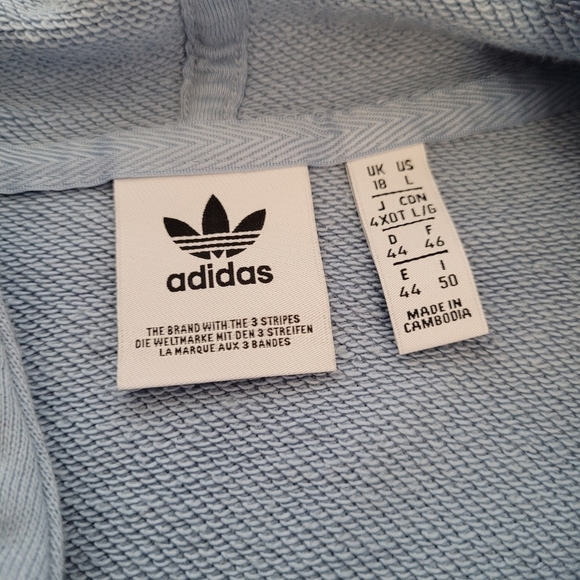 adidas
THE BRAND WITH THE 3 STRIPES
DIE WELTMARKE MIT DEN 3 STREIFEN
LA MARQUE AUX 3 BANDES
UK US
18 L
J CDN
4XOT L/G
D F
44 46
E I
44 50
MADE IN
CAMBODIA